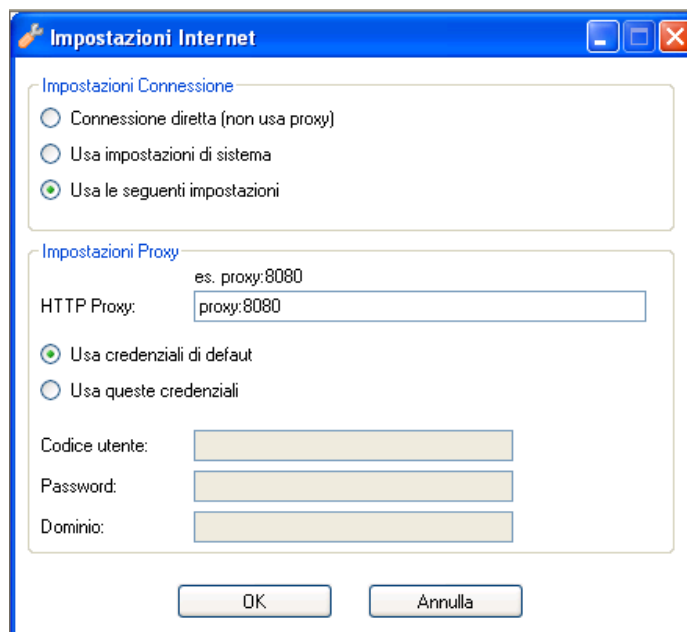 Impostazioni Internet
Impostazioni Connessione
Connessione diretta (non usa proxy)
Usa impostazioni di sistema
Usa le seguenti impostazioni
Impostazioni Proxy
es. proxy:8080
HTTP Proxy: proxy:8080
Usa credenziali di defaut
Usa queste credenziali
Codice utente:
Password:
Dominio:
OK Annulla